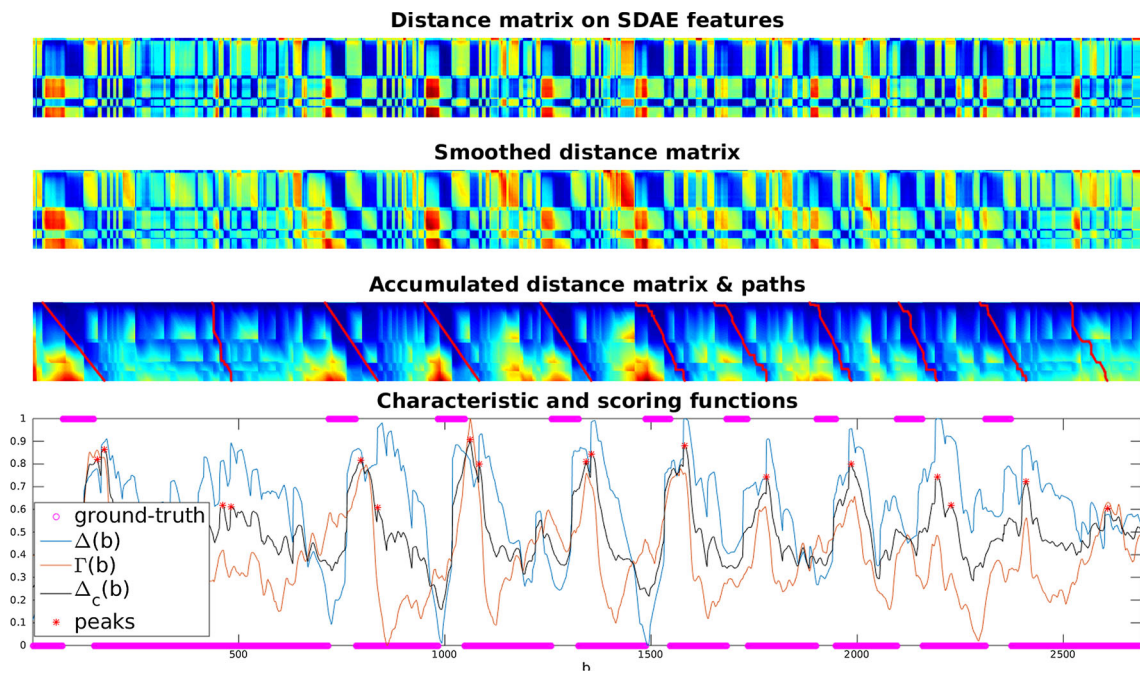 Distance matrix on SDAE features
Smoothed distance matrix
Accumulated distance matrix & paths
Characteristic and scoring functions
1
0.9
0.8
0.7
0.6
0.5
0.4
0.3
0.2
0.1
0
ground-truth
Δ(b)
Γ(b)
Δc(b)
peaks
500 1000 1500 2000 2500